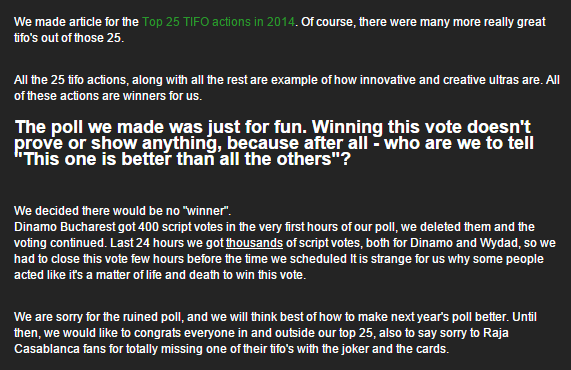 We made article for the Top 25 TIFO actions in 2014. Of course, there were many more really great
tifo's out of those 25.
All the 25 tifo actions, along with all the rest are example of how innovative and creative ultras are. All
of these actions are winners for us.
The poll we made was just for fun. Winning this vote doesn't
prove or show anything, because after all - who are we to tell
"This one is better than all the others"?
We decided there would be no "winner".
Dinamo Bucharest got 400 script votes in the very first hours of our poll, we deleted them and the
voting continued. Last 24 hours we got thousands of script votes, both for Dinamo and Wydad, so we
had to close this vote few hours before the time we scheduled It is strange for us why some people
acted like it's a matter of life and death to win this vote.
We are sorry for the ruined poll, and we will think best of how to make next year's poll better. Until
then, we would like to congrats everyone in and outside our top 25, also to say sorry to Raja
Casablanca fans for totally missing one of their tifo's with the joker and the cards.